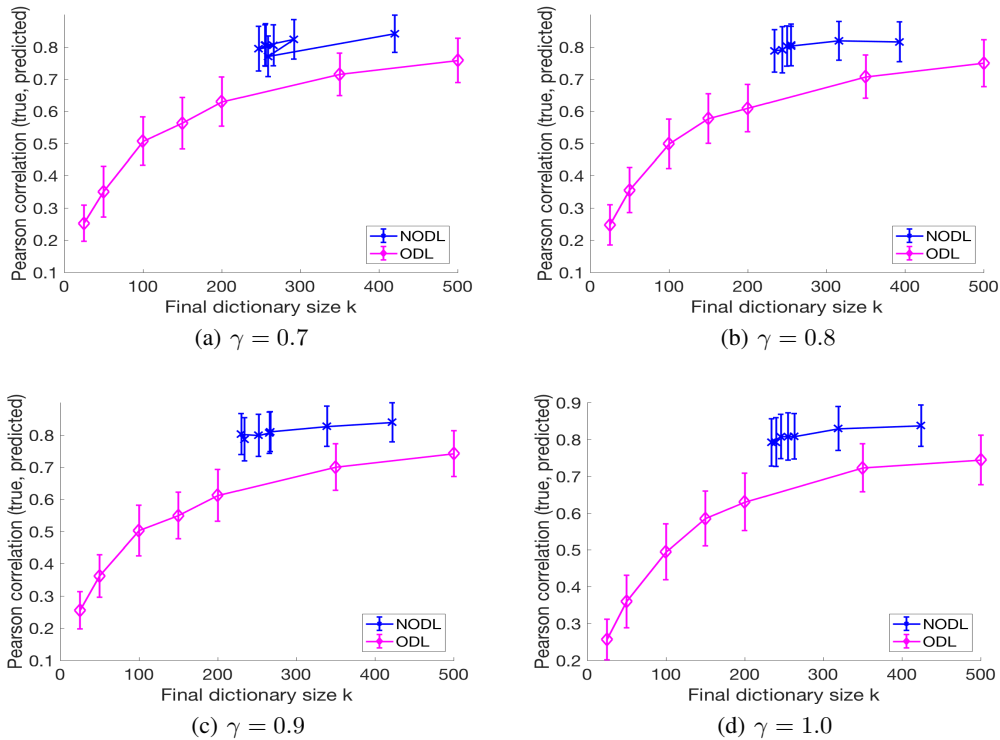 Pearson correlation (true, predicted)
0.8
0.7
0.6
0.5
0.4
0.3
0.2
0.1
0 100 200 300 400 500
Final dictionary size k
NODL
ODL
(a) γ = 0.7
Pearson correlation (true, predicted)
0.8
0.7
0.6
0.5
0.4
0.3
0.2
0.1
0 100 200 300 400 500
Final dictionary size k
NODL
ODL
(b) γ = 0.8
Pearson correlation (true, predicted)
0.8
0.7
0.6
0.5
0.4
0.3
0.2
0.1
0 100 200 300 400 500
Final dictionary size k
NODL
ODL
(c) γ = 0.9
Pearson correlation (true, predicted)
0.9
0.8
0.7
0.6
0.5
0.4
0.3
0.2
0 100 200 300 400 500
Final dictionary size k
NODL
ODL
(d) γ = 1.0